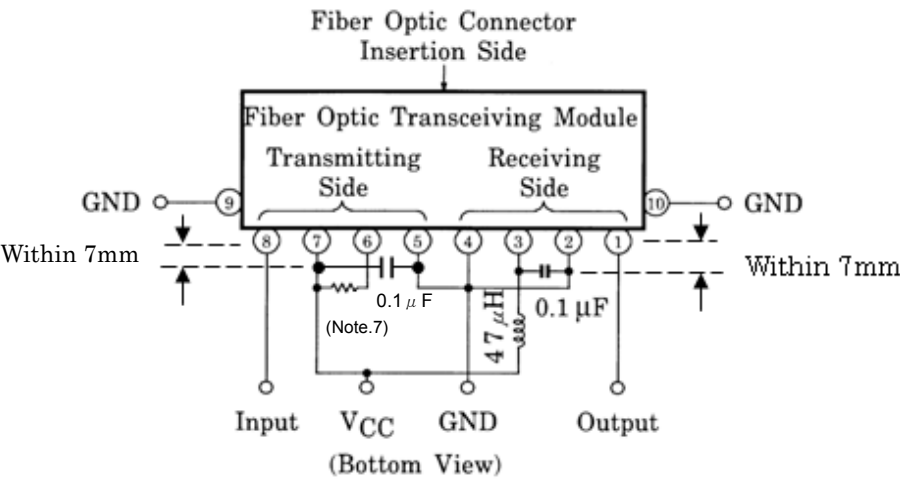 Fiber Optic Connector
Insertion Side
Fiber Optic Transceiving Module
Transmitting
Side
Receiving
Side
GND
9
10
GND
8
7
6
5
4
3
2
1
Within 7mm
Within 7mm
0.1 μ F
47 μH
0.1 μF
(Note.7)
Input
VCC
GND
Output
(Bottom View)